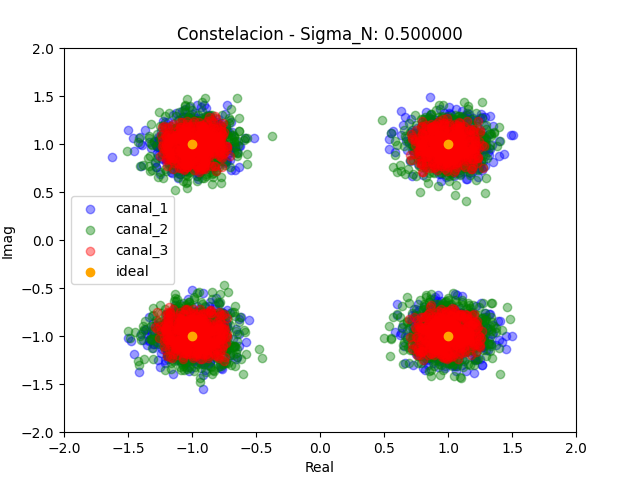 Constelacion - Sigma_N: 0.500000
2.0
1.5
1.0
0.5
0.0
−0.5
−1.0
−1.5
−2.0
Imag
canal_1
canal_2
canal_3
ideal
−2.0 −1.5 −1.0 −0.5 0.0 0.5 1.0 1.5 2.0
Real